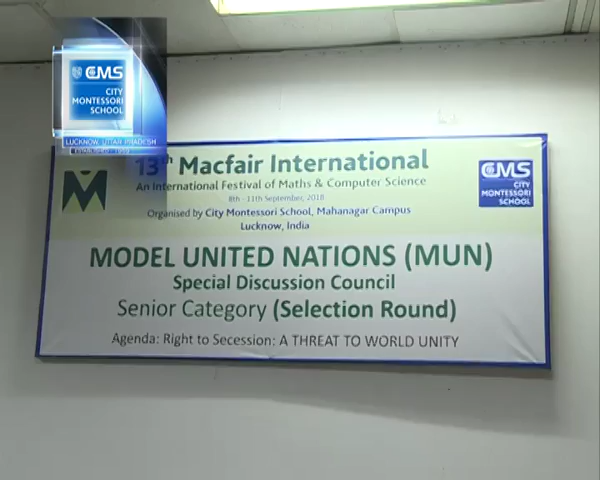 CMS
CITY
MONTESSORI
SCHOOL
LUCKNOW, UTTAR PRADESH
13th Macfair International
An International Festival of Maths & Computer Science
8th - 11th September, 2018
Organised by City Montessori School, Mahanagar Campus
Lucknow, India
CMS
CITY
MONTESSORI
SCHOOL
MODEL UNITED NATIONS (MUN)
Special Discussion Council
Senior Category (Selection Round)
Agenda: Right to Secession: A THREAT TO WORLD UNITY